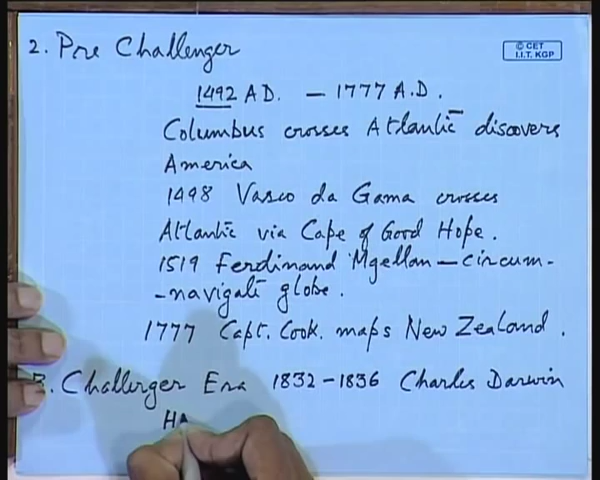 2. Pre Challenger
© CET
I.I.T. KGP
1492 AD. - 1777 A.D.
Columbus crosses Atlantic discovers
America
1498 Vasco da Gama crosses
Atlantic via Cape of Good Hope.
1519 Ferdinand Mgellan - circum-
-navigate globe.
1777 Capt. Cook. maps New Zealand.
3. Challenger Era 1832-1836 Charles Darwin